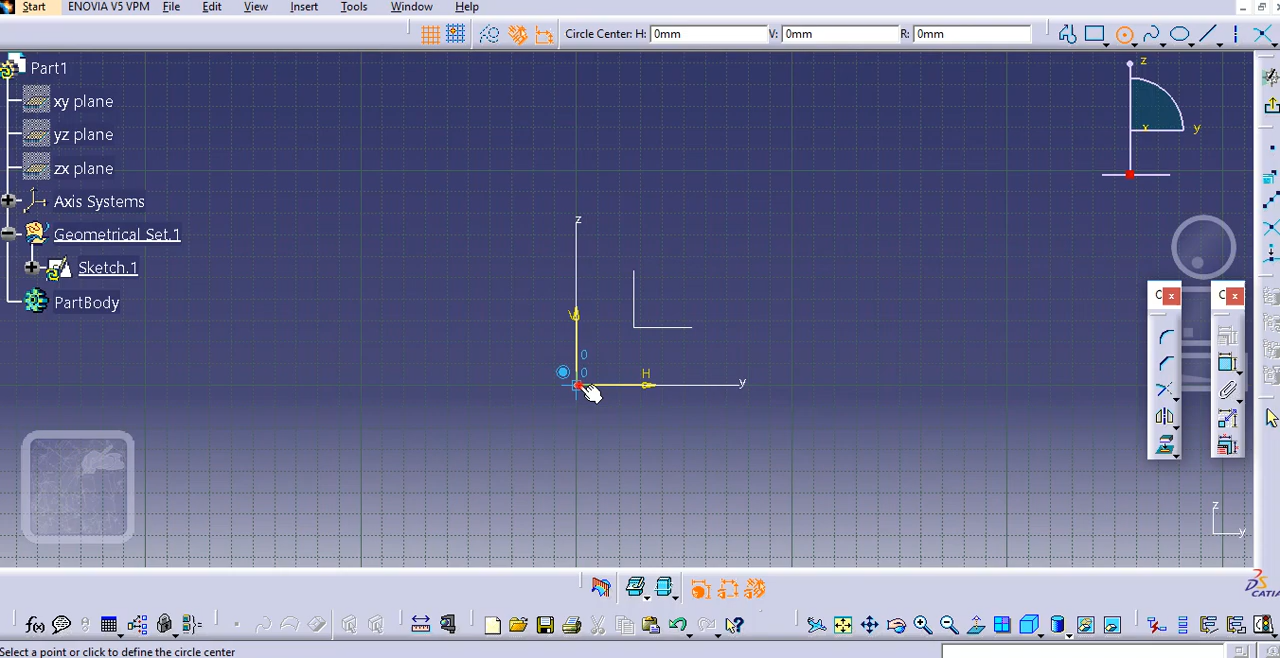 Start ENOVIA V5 VPM File Edit View Insert Tools Window Help
Circle Center: H: 0mm V: 0mm R: 0mm
Part1
xy plane
yz plane
zx plane
Axis Systems
Geometrical Set.1
Sketch.1
PartBody
z
x y
z
V
0
0
H
y
C x C x
z
y
f(x)
CATIA
Select a point or click to define the circle center